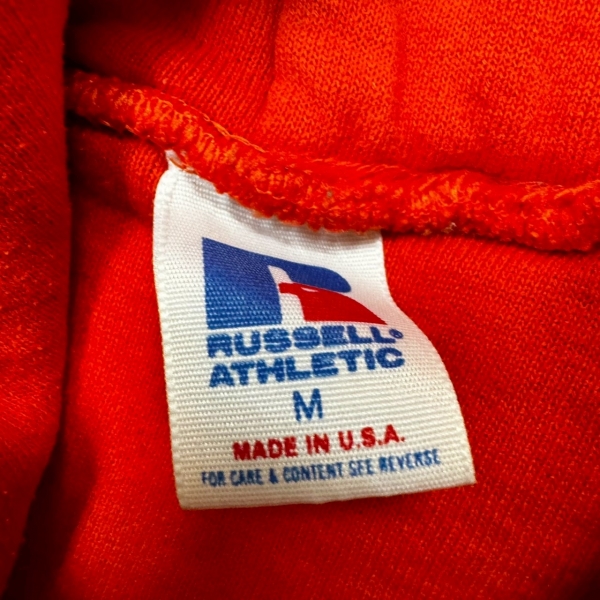 RUSSELL®
ATHLETIC
M
MADE IN U.S.A.
FOR CARE & CONTENT SEE REVERSE